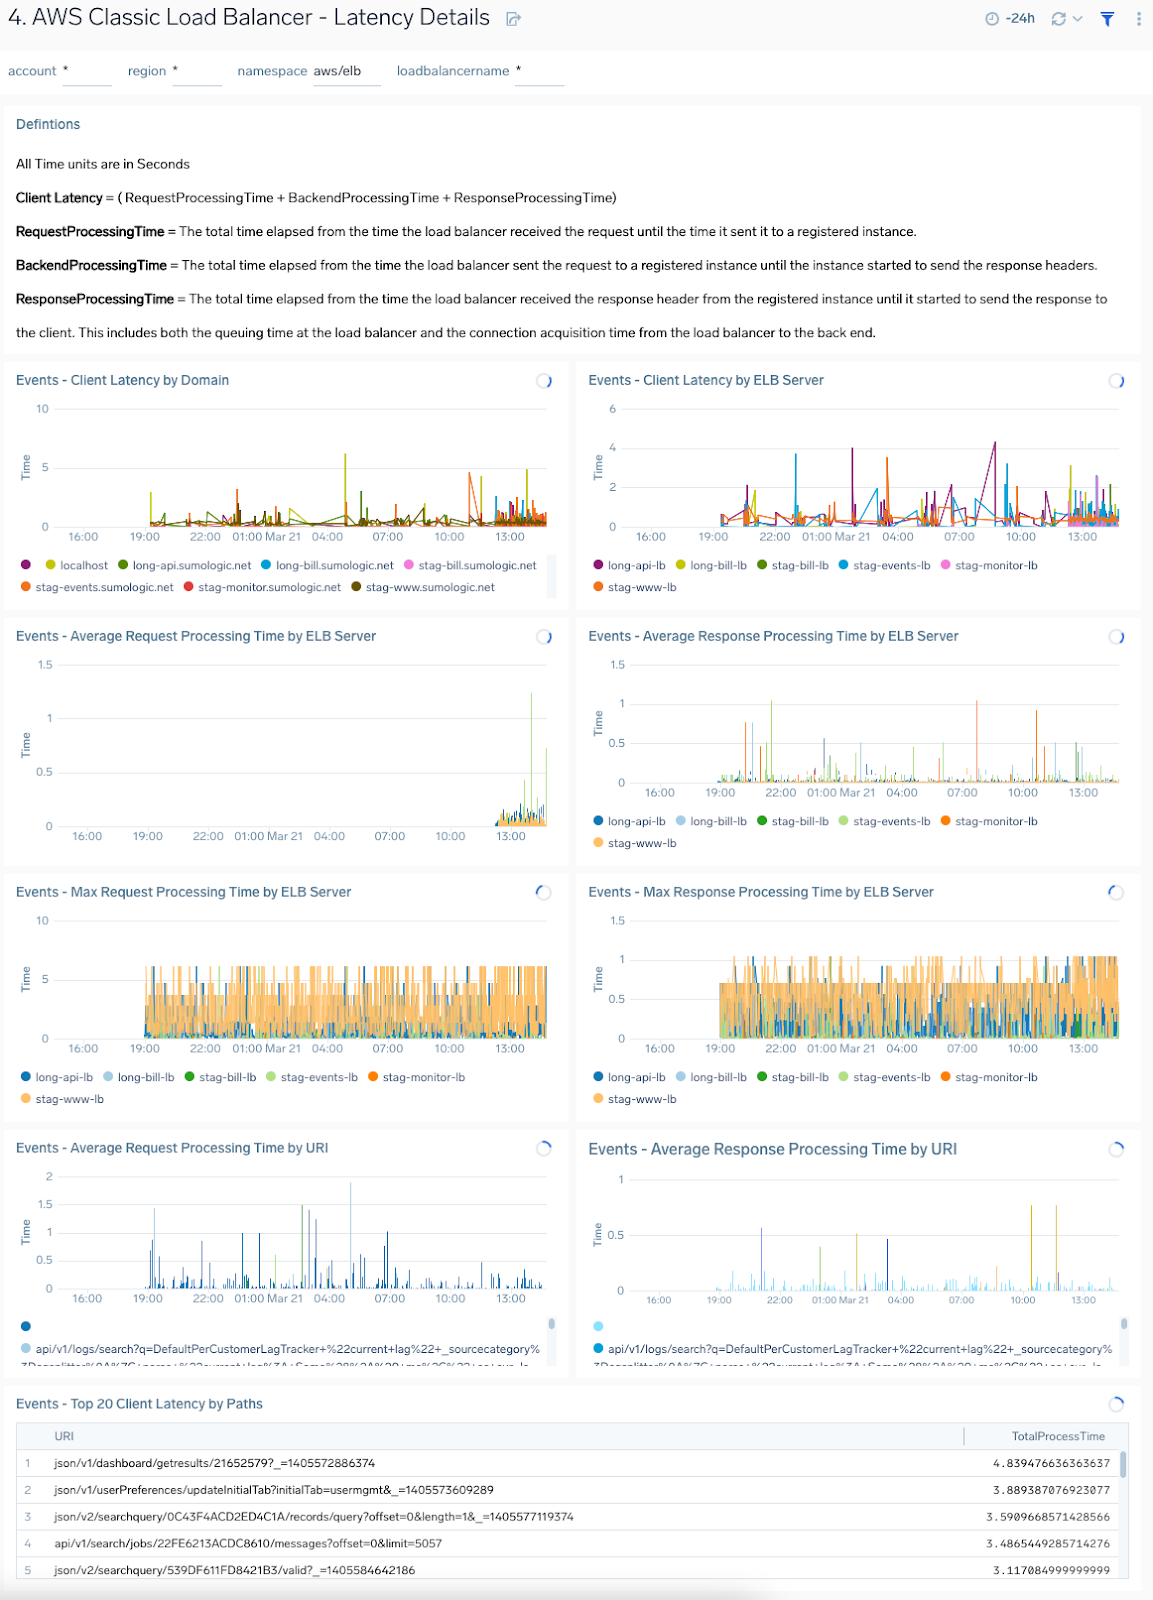 4. AWS Classic Load Balancer - Latency Details
-24h
account * region * namespace aws/elb loadbalancername *
Defintions
All Time units are in Seconds
Client Latency = ( RequestProcessingTime + BackendProcessingTime + ResponseProcessingTime)
RequestProcessingTime = The total time elapsed from the time the load balancer received the request until the time it sent it to a registered instance.
BackendProcessingTime = The total time elapsed from the time the load balancer sent the request to a registered instance until the instance started to send the response headers.
ResponseProcessingTime = The total time elapsed from the time the load balancer received the response header from the registered instance until it started to send the response to
the client. This includes both the queuing time at the load balancer and the connection acquisition time from the load balancer to the back end.
Events - Client Latency by Domain
10
5
0
Time
16:00 19:00 22:00 01:00 Mar 21 04:00 07:00 10:00 13:00
localhost long-api.sumologic.net long-bill.sumologic.net stag-bill.sumologic.net
stag-events.sumologic.net stag-monitor.sumologic.net stag-www.sumologic.net
Events - Client Latency by ELB Server
6
4
2
0
Time
16:00 19:00 22:00 01:00 Mar 21 04:00 07:00 10:00 13:00
long-api-lb long-bill-lb stag-bill-lb stag-events-lb stag-monitor-lb
stag-www-lb
Events - Average Request Processing Time by ELB Server
1.5
1
0.5
0
Time
16:00 19:00 22:00 01:00 Mar 21 04:00 07:00 10:00 13:00
Events - Average Response Processing Time by ELB Server
1.5
1
0.5
0
Time
16:00 19:00 22:00 01:00 Mar 21 04:00 07:00 10:00 13:00
long-api-lb long-bill-lb stag-bill-lb stag-events-lb stag-monitor-lb
stag-www-lb
Events - Max Request Processing Time by ELB Server
10
5
0
Time
16:00 19:00 22:00 01:00 Mar 21 04:00 07:00 10:00 13:00
long-api-lb long-bill-lb stag-bill-lb stag-events-lb stag-monitor-lb
stag-www-lb
Events - Max Response Processing Time by ELB Server
1.5
1
0.5
0
Time
16:00 19:00 22:00 01:00 Mar 21 04:00 07:00 10:00 13:00
long-api-lb long-bill-lb stag-bill-lb stag-events-lb stag-monitor-lb
stag-www-lb
Events - Average Request Processing Time by URI
2
1.5
1
0.5
0
Time
16:00 19:00 22:00 01:00 Mar 21 04:00 07:00 10:00 13:00
api/v1/logs/search?q=DefaultPerCustomerLagTracker+%22current+lag%22+_sourcecategory%
Events - Average Response Processing Time by URI
1
0.5
0
Time
16:00 19:00 22:00 01:00 Mar 21 04:00 07:00 10:00 13:00
api/v1/logs/search?q=DefaultPerCustomerLagTracker+%22current+lag%22+_sourcecategory%
Events - Top 20 Client Latency by Paths
URI TotalProcessTime
1 json/v1/dashboard/getresults/21652579?_=1405572886374 4.839476636363637
2 json/v1/userPreferences/updateInitialTab?initialTab=usermgmt&_=1405573609289 3.889387076923077
3 json/v2/searchquery/0C43F4ACD2ED4C1A/records/query?offset=0&length=1&_=1405577119374 3.5909668571428566
4 api/v1/search/jobs/22FE6213ACDC8610/messages?offset=0&limit=5057 3.4865449285714276
5 json/v2/searchquery/539DF611FD8421B3/valid?_=1405584642186 3.117084999999999